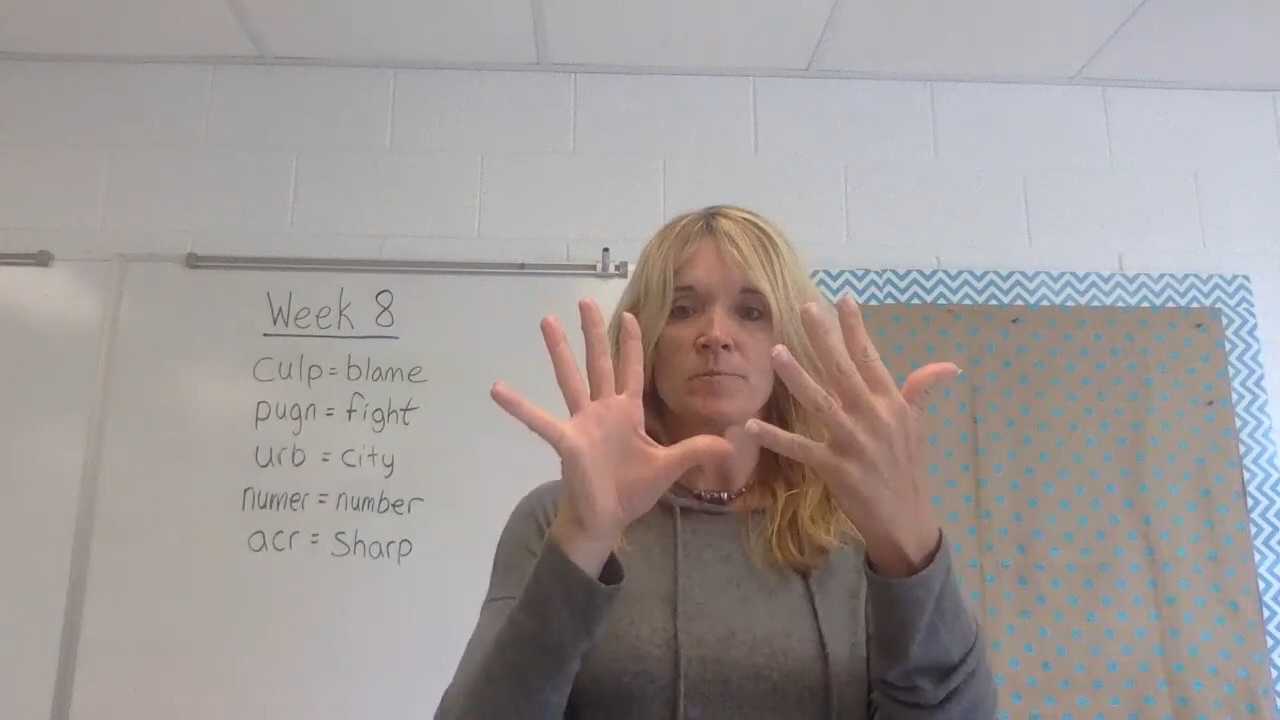 Week 8
culp=blame
pugn = fight
urb = city
numer = number
acr = Sharp